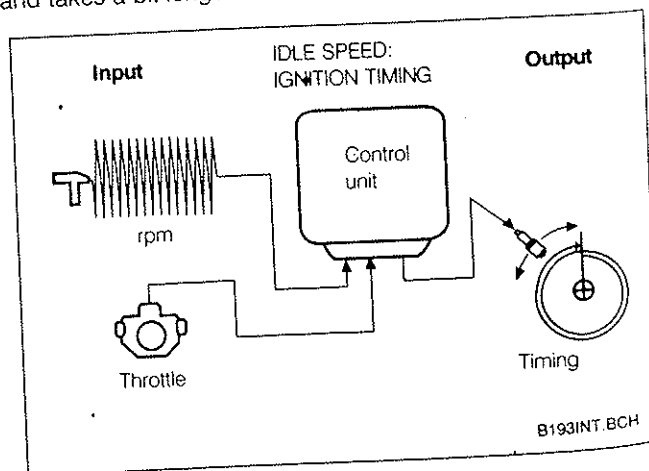 and takes a bit long
IDLE SPEED:
IGNITION TIMING
Input
Output
Control
unit
rpm
Throttle
Timing
B193INT.BCH